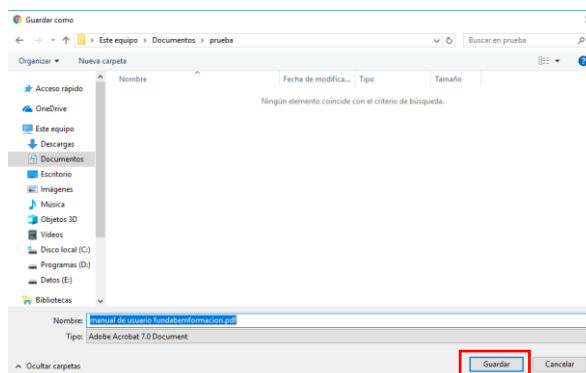 Guardar como
Este equipo > Documentos > prueba
Buscar en prueba
Organizar Nueva carpeta
Nombre Fecha de modifica... Tipo Tamaño
Ningún elemento coincide con el criterio de búsqueda.
Acceso rápido
OneDrive
Este equipo
Descargas
Documentos
Escritorio
Imágenes
Música
Objetos 3D
Vídeos
Disco local (C:)
Programas (D:)
Datos (E:)
Bibliotecas
Nombre: manual de usuario fundabemformacion.pdf
Tipo: Adobe Acrobat 7.0 Document
Ocultar carpetas
Guardar Cancelar